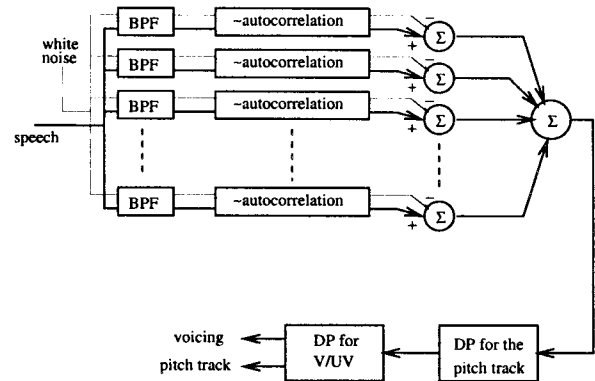 BPF ~autocorrelation − + Σ
white
noise
BPF ~autocorrelation − + Σ
BPF ~autocorrelation − + Σ Σ
speech
BPF ~autocorrelation − + Σ
voicing
pitch track
DP for
V/UV
DP for the
pitch track